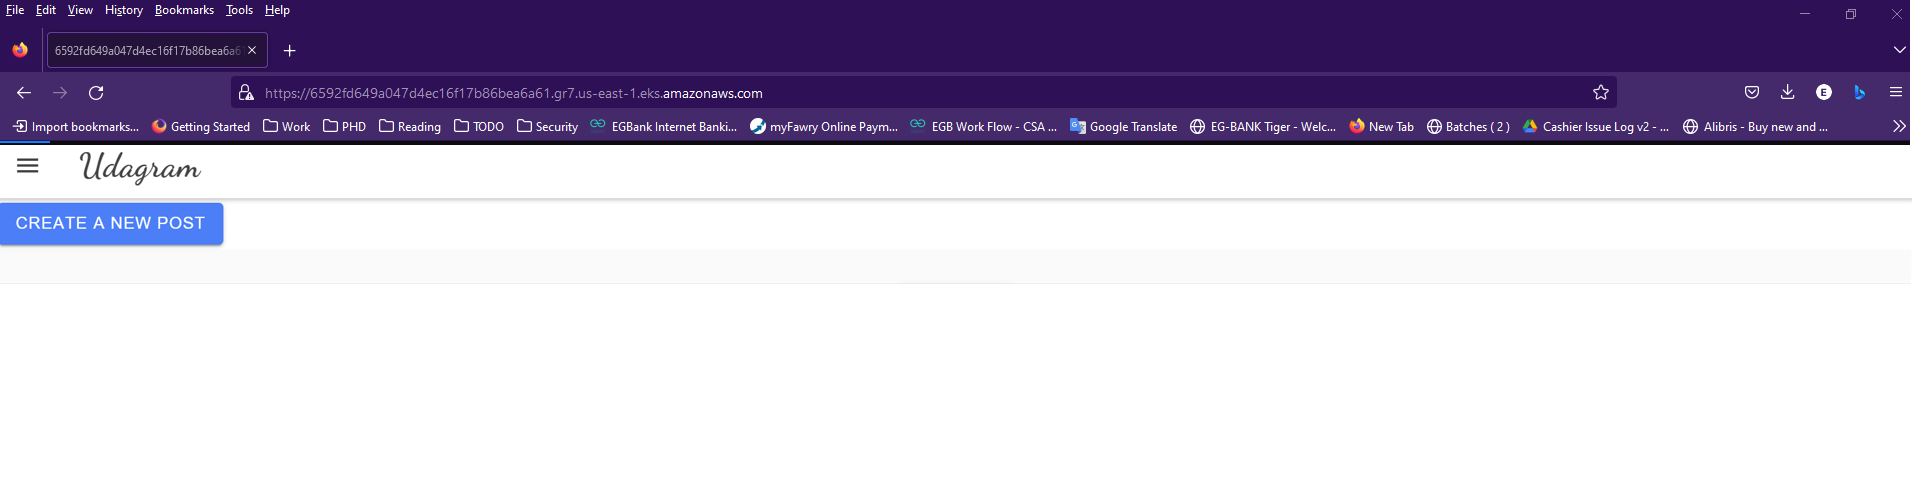 File Edit View History Bookmarks Tools Help
6592fd649a047d4ec16f17b86bea6a61
https://6592fd649a047d4ec16f17b86bea6a61.gr7.us-east-1.eks.amazonaws.com
E
Import bookmarks... Getting Started Work PHD Reading TODO Security EGBank Internet Banki... myFawry Online Paym... EGB Work Flow - CSA ... Google Translate EG-BANK Tiger - Welc... New Tab Batches ( 2 ) Cashier Issue Log v2 - ... Alibris - Buy new and ...
Udagram
CREATE A NEW POST